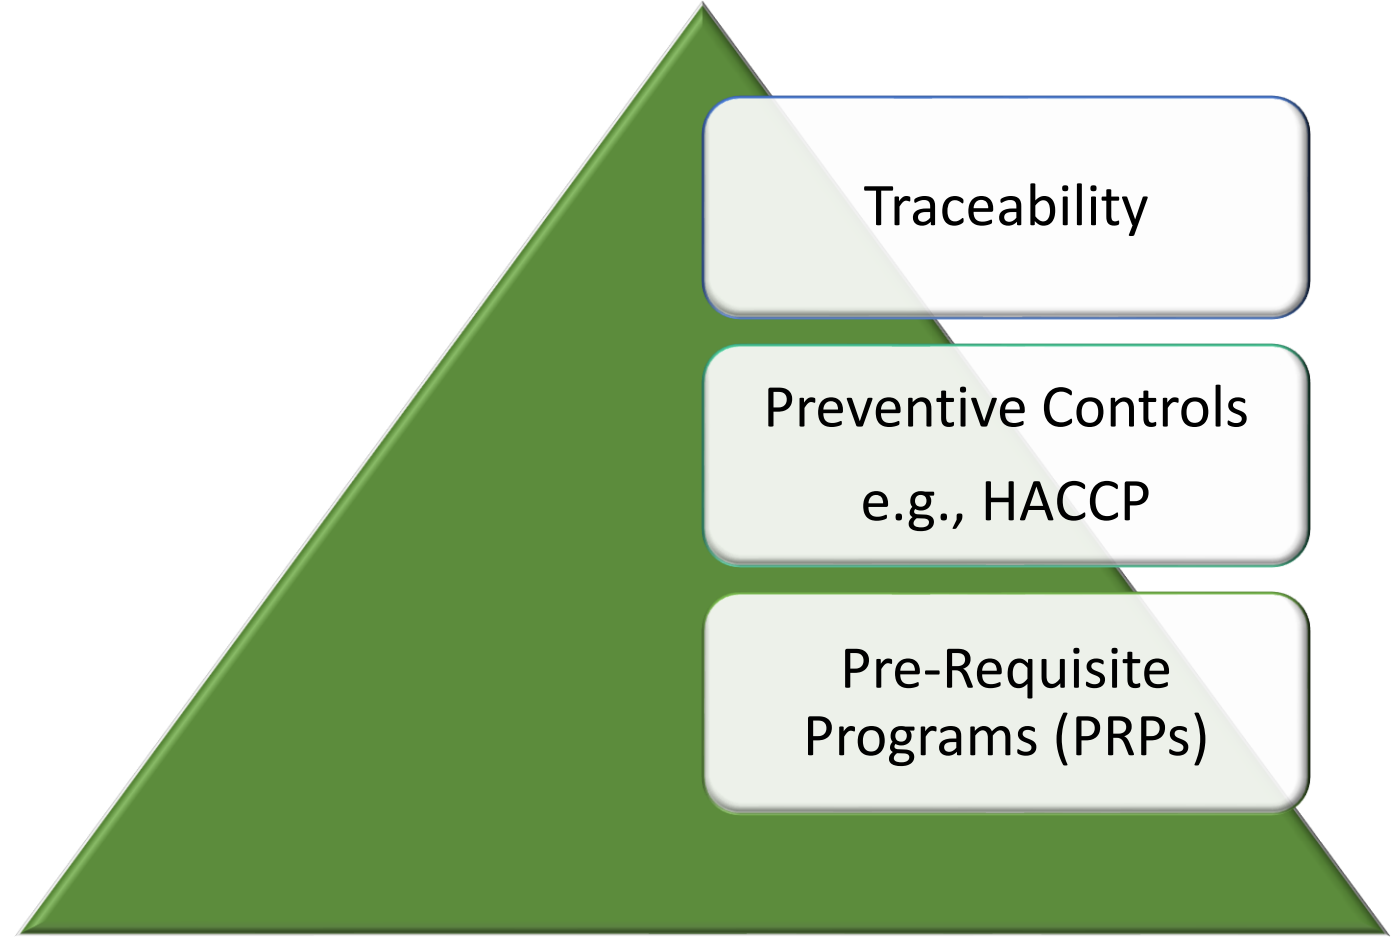 Traceability
Preventive Controls
e.g., HACCP
Pre-Requisite
Programs (PRPs)